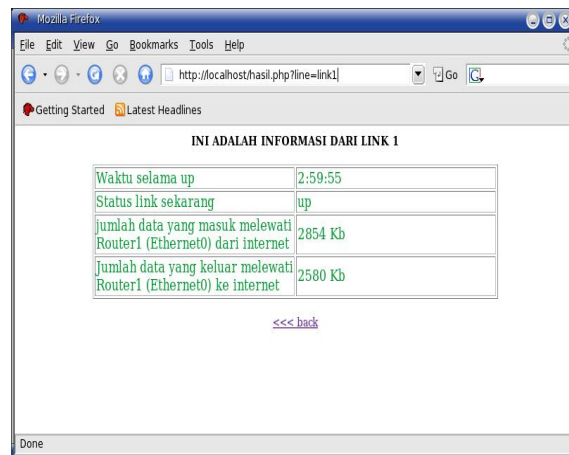 Mozilla Firefox
File Edit View Go Bookmarks Tools Help
http://localhost/hasil.php?line=link1 Go G
Getting Started Latest Headlines
INI ADALAH INFORMASI DARI LINK 1
Waktu selama up 2:59:55
Status link sekarang up
jumlah data yang masuk melewati
Router1 (Ethernet0) dari internet 2854 Kb
Jumlah data yang keluar melewati
Router1 (Ethernet0) ke internet 2580 Kb
<<< back
Done